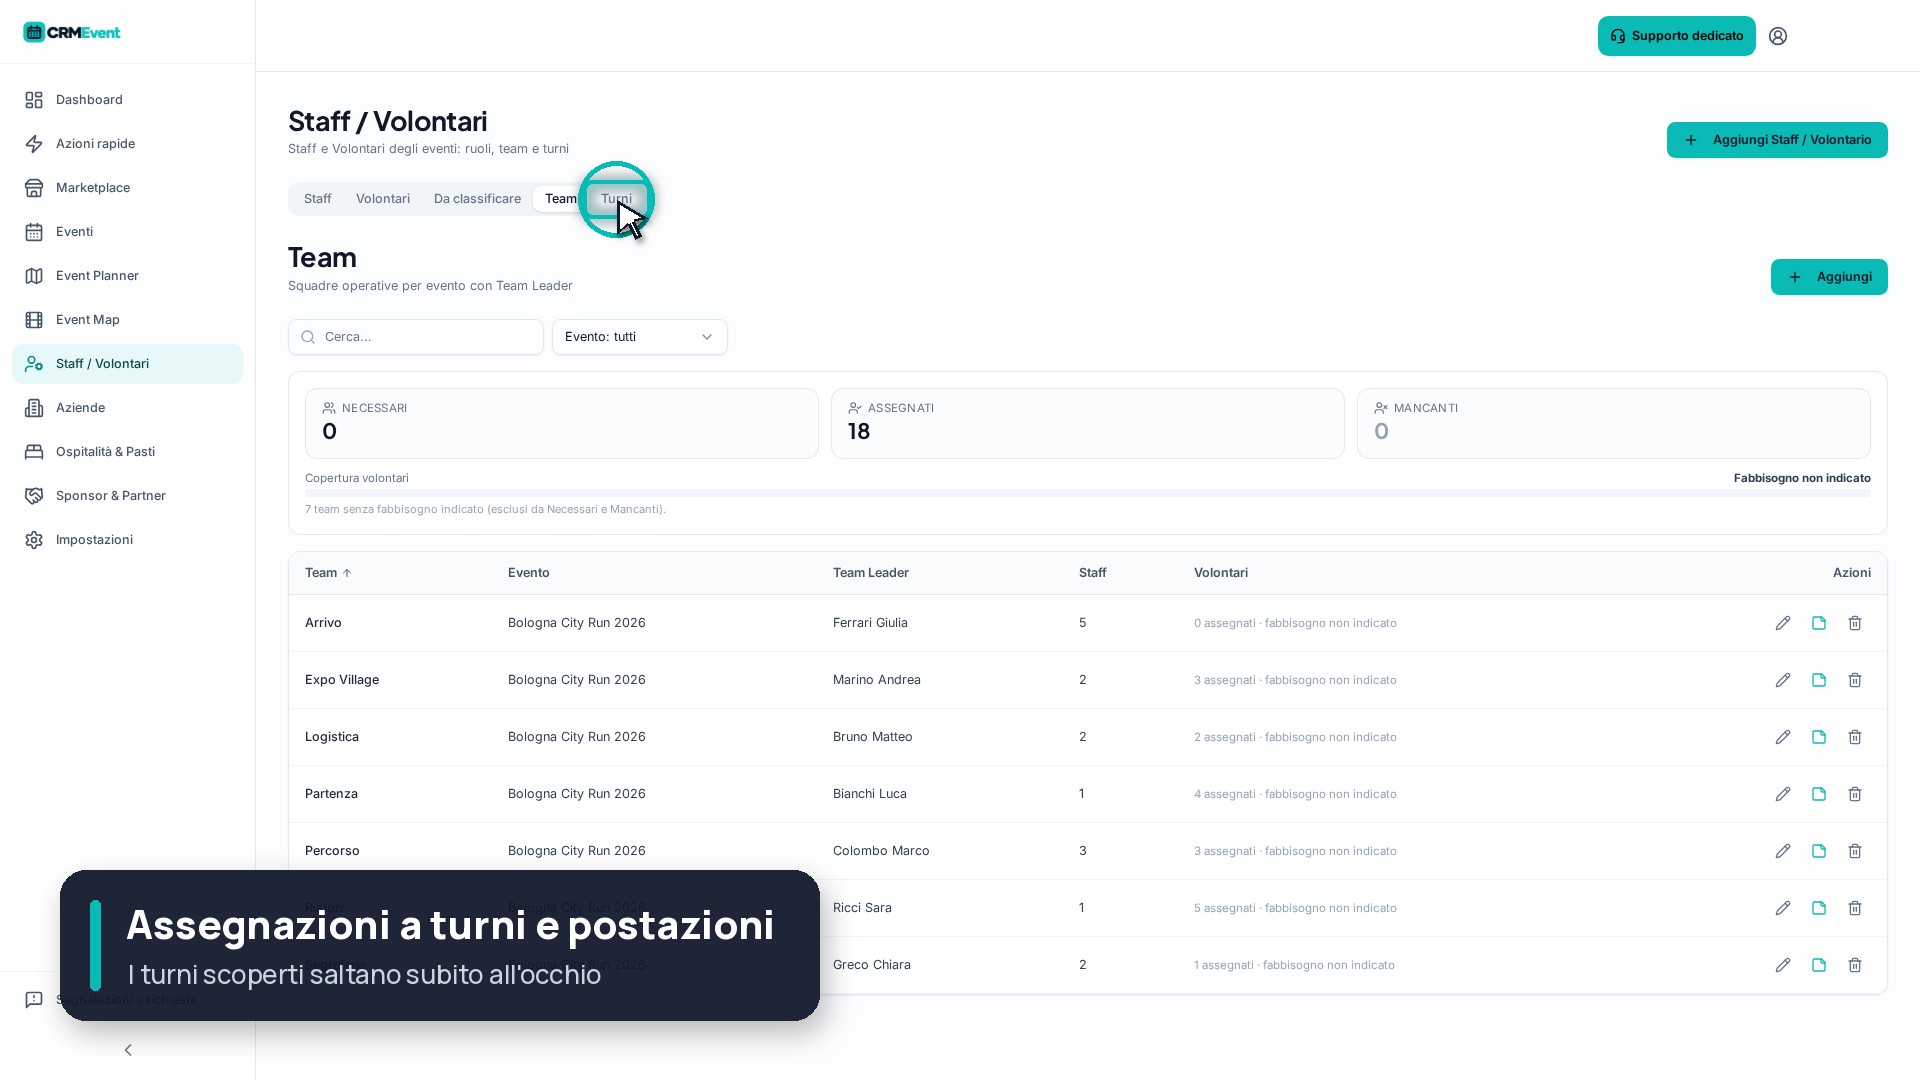 CRMEvent
Supporto dedicato
Dashboard
Azioni rapide
Marketplace
Eventi
Event Planner
Event Map
Staff / Volontari
Aziende
Ospitalità & Pasti
Sponsor & Partner
Impostazioni
Segnalazioni e richieste
Staff / Volontari
Staff e Volontari degli eventi: ruoli, team e turni
Aggiungi Staff / Volontario
Staff Volontari Da classificare Team Turni
Team
Squadre operative per evento con Team Leader
Aggiungi
Cerca...
Evento: tutti
NECESSARI
0
ASSEGNATI
18
MANCANTI
0
Copertura volontari
Fabbisogno non indicato
7 team senza fabbisogno indicato (esclusi da Necessari e Mancanti).
Team Evento Team Leader Staff Volontari Azioni
Arrivo Bologna City Run 2026 Ferrari Giulia 5 0 assegnati · fabbisogno non indicato
Expo Village Bologna City Run 2026 Marino Andrea 2 3 assegnati · fabbisogno non indicato
Logistica Bologna City Run 2026 Bruno Matteo 2 2 assegnati · fabbisogno non indicato
Partenza Bologna City Run 2026 Bianchi Luca 1 4 assegnati · fabbisogno non indicato
Percorso Bologna City Run 2026 Colombo Marco 3 3 assegnati · fabbisogno non indicato
Ricci Sara 1 5 assegnati · fabbisogno non indicato
Greco Chiara 2 1 assegnati · fabbisogno non indicato
Assegnazioni a turni e postazioni
I turni scoperti saltano subito all'occhio